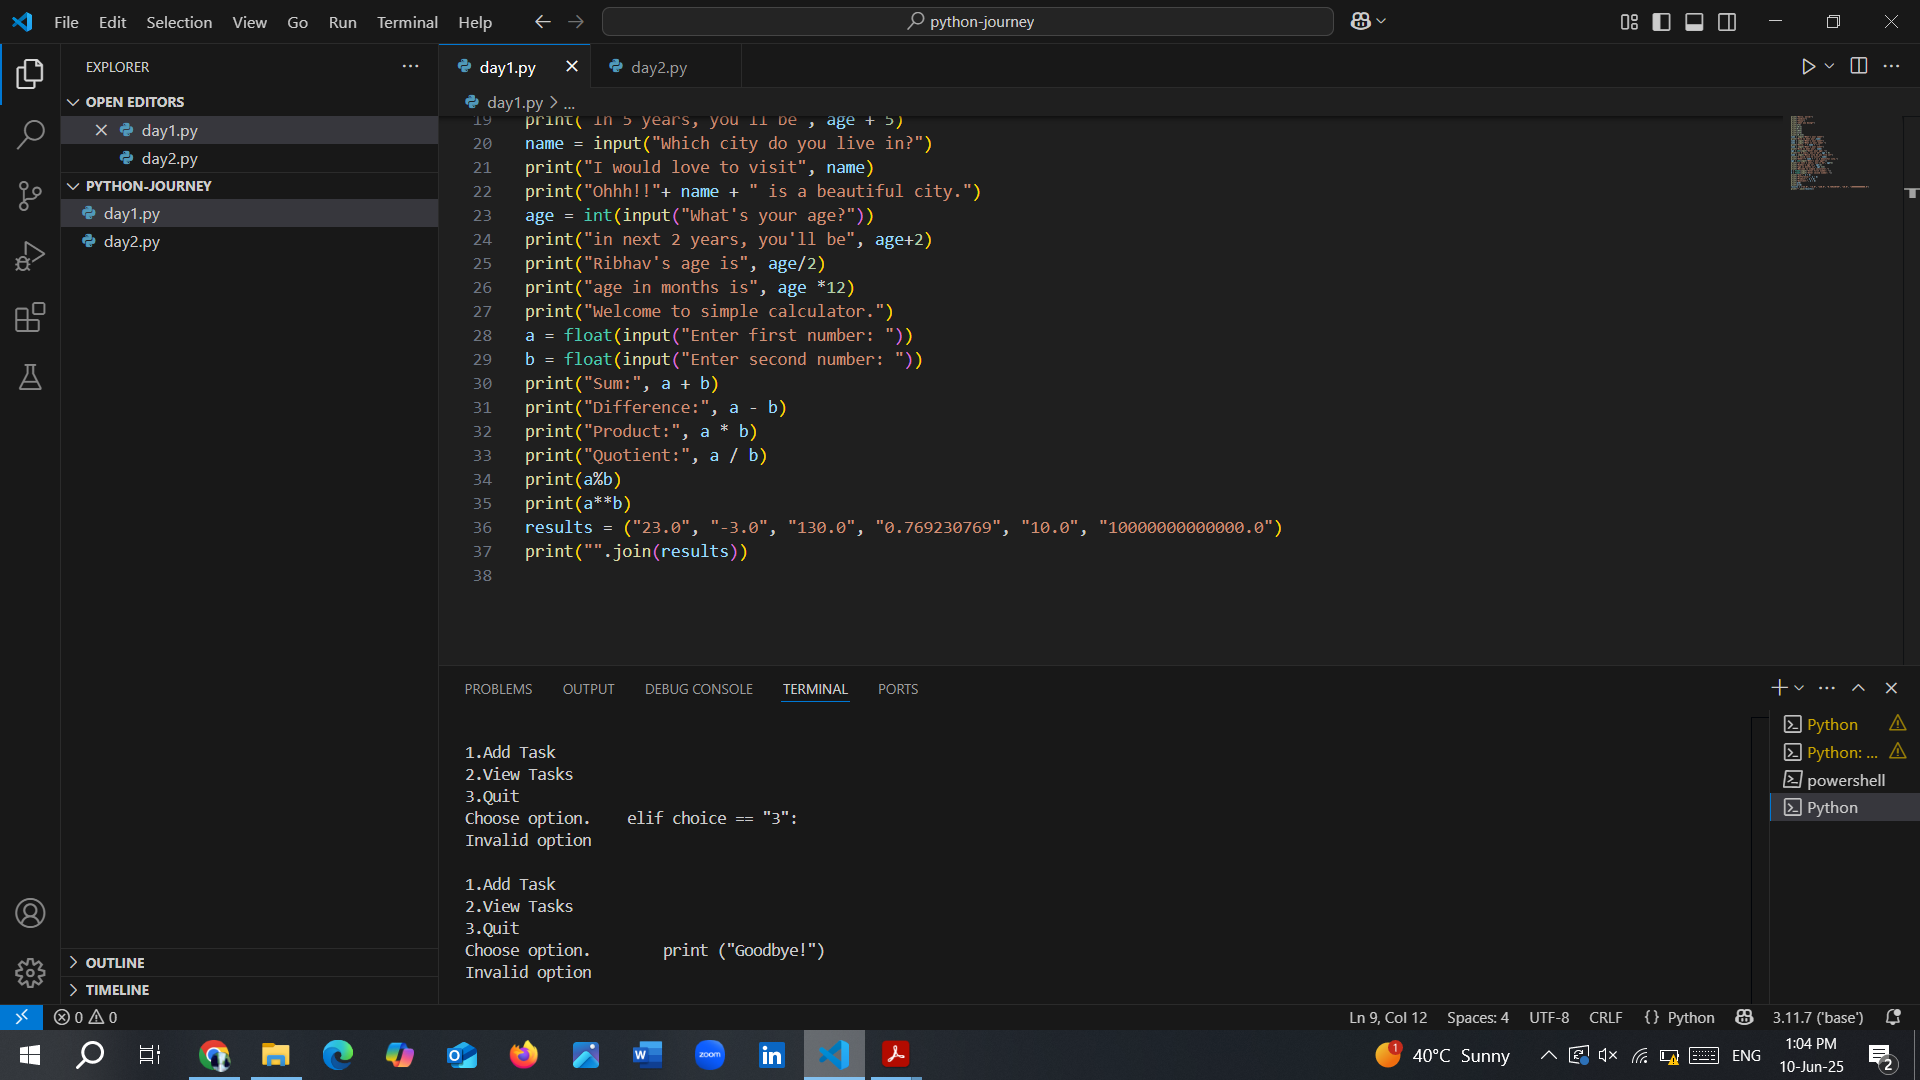 File Edit Selection View Go Run Terminal Help
python-journey
EXPLORER
OPEN EDITORS
day1.py
day2.py
PYTHON-JOURNEY
day1.py
day2.py
OUTLINE
TIMELINE
day1.py
day2.py
day1.py > ...
19 print("In 5 years, you'll be", age + 5)
20 name = input("Which city do you live in?")
21 print("I would love to visit", name)
22 print("Ohhh!!"+ name + " is a beautiful city.")
23 age = int(input("What's your age?"))
24 print("in next 2 years, you'll be", age+2)
25 print("Ribhav's age is", age/2)
26 print("age in months is", age *12)
27 print("Welcome to simple calculator.")
28 a = float(input("Enter first number: "))
29 b = float(input("Enter second number: "))
30 print("Sum:", a + b)
31 print("Difference:", a - b)
32 print("Product:", a * b)
33 print("Quotient:", a / b)
34 print(a%b)
35 print(a**b)
36 results = ("23.0", "-3.0", "130.0", "0.769230769", "10.0", "10000000000000.0")
37 print("".join(results))
38
PROBLEMS OUTPUT DEBUG CONSOLE TERMINAL PORTS
1.Add Task
2.View Tasks
3.Quit
Choose option.    elif choice == "3":
Invalid option
1.Add Task
2.View Tasks
3.Quit
Choose option.        print ("Goodbye!")
Invalid option
Python
Python: ...
powershell
Python
0 0
Ln 9, Col 12 Spaces: 4 UTF-8 CRLF {} Python 3.11.7 ('base')
zoom
1
40°C Sunny
ENG
1:04 PM
10-Jun-25
2